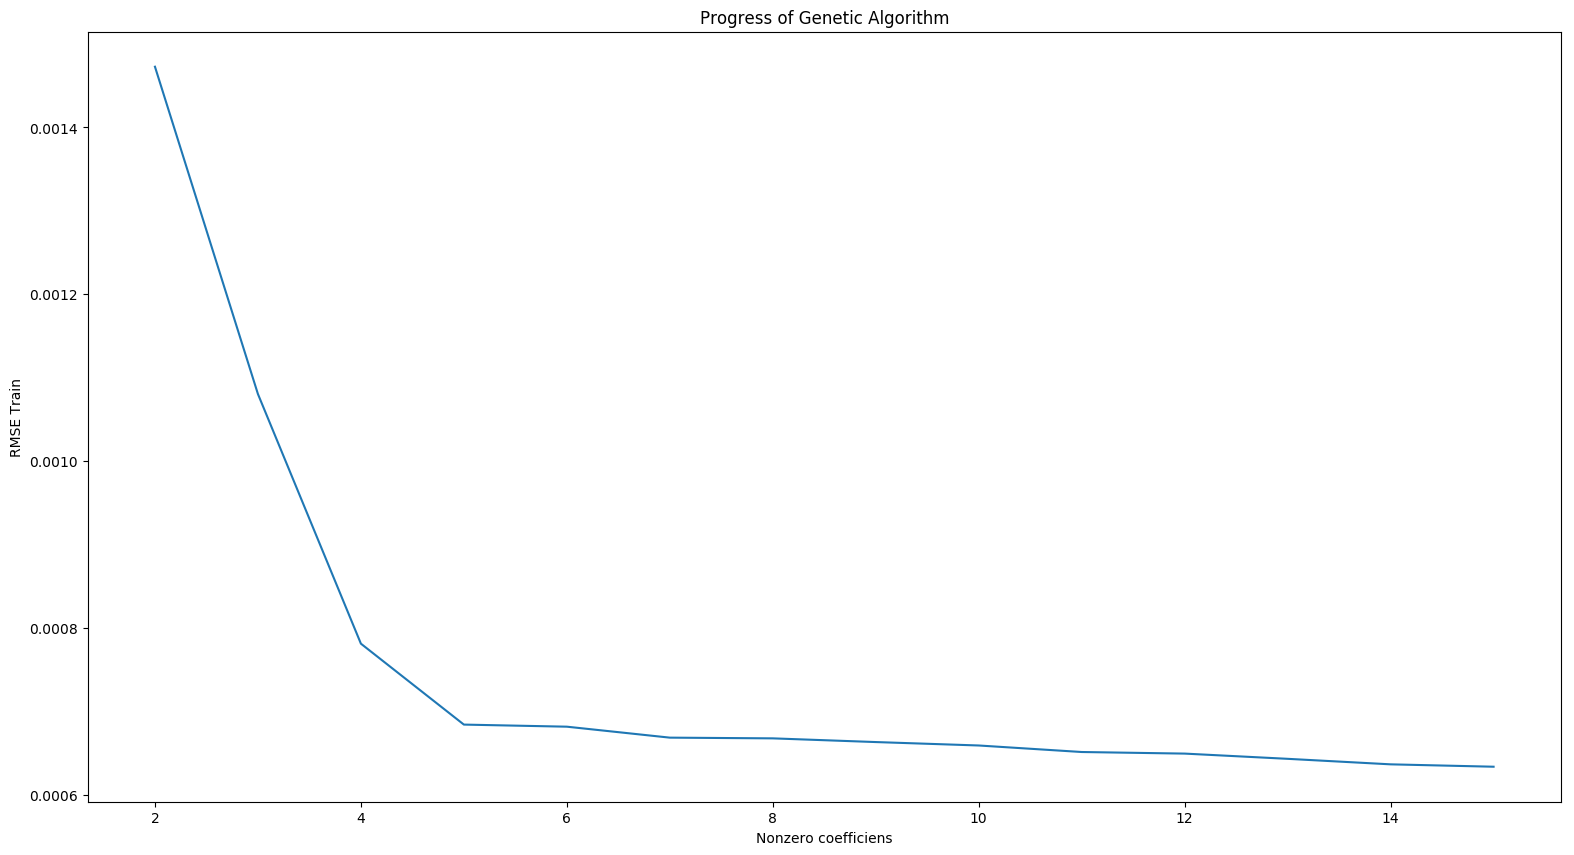 Progress of Genetic Algorithm
0.0014
0.0012
0.0010
0.0008
0.0006
RMSE Train
2 4 6 8 10 12 14
Nonzero coefficiens